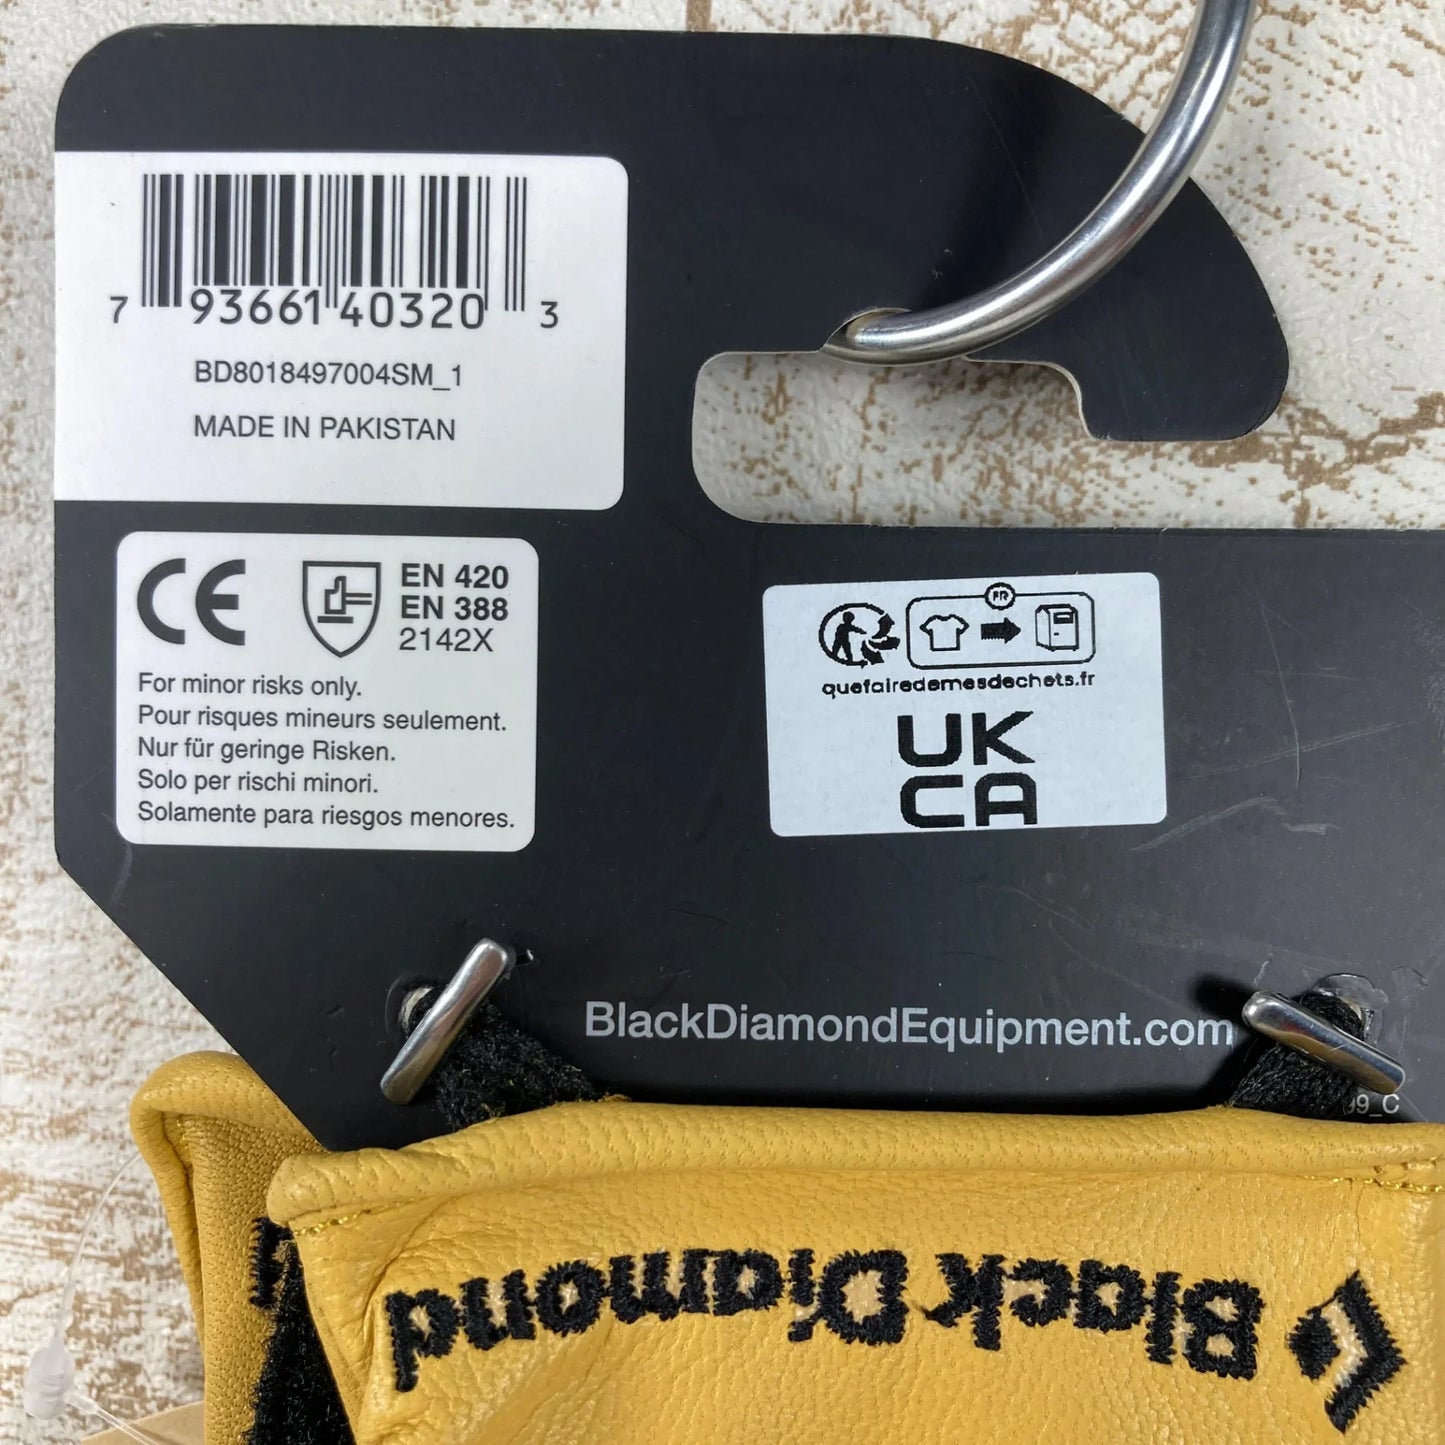 7 93661 40320 3
BD8018497004SM_1
MADE IN PAKISTAN
CE
EN 420
EN 388
2142X
For minor risks only.
Pour risques mineurs seulement.
Nur für geringe Risken.
Solo per rischi minori.
Solamente para riesgos menores.
FR
quefairedemesdechets.fr
UK
CA
BlackDiamondEquipment.com
99_C
Black Diamond